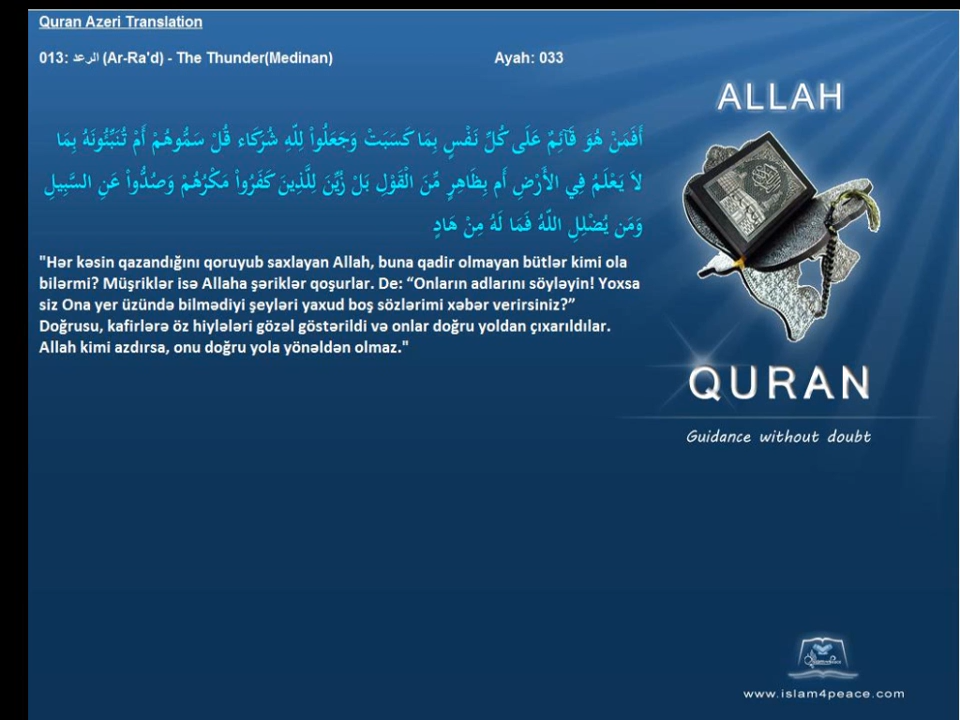 Quran Azeri Translation
013: الرعد (Ar-Ra'd) - The Thunder(Medinan) Ayah: 033
أَفَمَنْ هُوَ قَآئِمٌ عَلَى كُلِّ نَفْسٍ بِمَا كَسَبَتْ وَجَعَلُواْ لِلّهِ شُرَكَاء قُلْ سَمُّوهُمْ أَمْ تُنَبِّئُونَهُ بِمَا
لاَ يَعْلَمُ فِي الأَرْضِ أَم بِظَاهِرٍ مِّنَ الْقَوْلِ بَلْ زُيِّنَ لِلَّذِينَ كَفَرُواْ مَكْرُهُمْ وَصُدُّواْ عَنِ السَّبِيلِ
وَمَن يُضْلِلِ اللّهُ فَمَا لَهُ مِنْ هَادٍ
"Hər kəsin qazandığını qoruyub saxlayan Allah, buna qadir olmayan bütlər kimi ola
bilərmi? Müşriklər isə Allaha şəriklər qoşurlar. De: “Onların adlarını söyləyin! Yoxsa
siz Ona yer üzündə bilmədiyi şeyləri yaxud boş sözlərimi xəbər verirsiniz?”
Doğrusu, kafirlərə öz hiylələri gözəl göstərildi və onlar doğru yoldan çıxarıldılar.
Allah kimi azdırsa, onu doğru yola yönəldən olmaz."
ALLAH
QURAN
Guidance without doubt
www.islam4peace.com